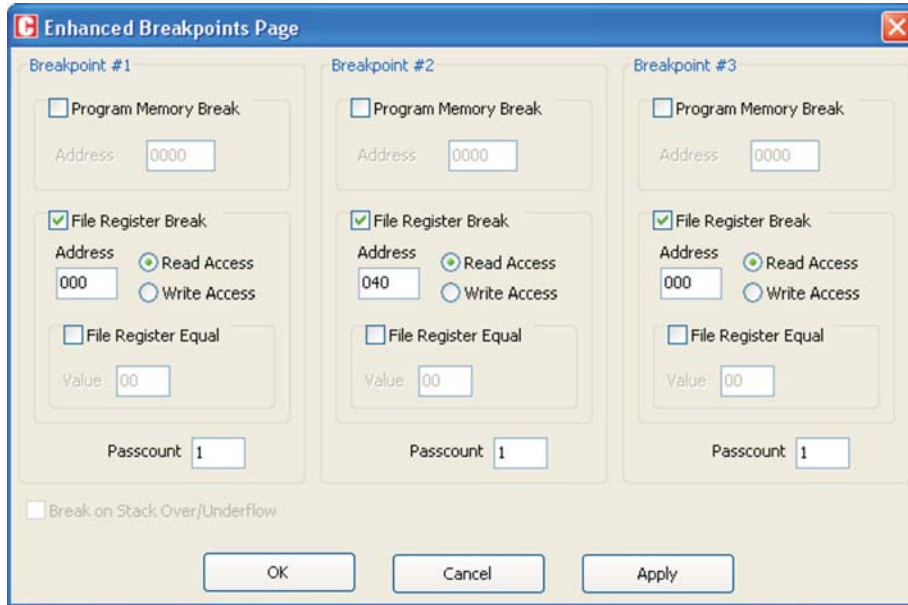 C Enhanced Breakpoints Page
Breakpoint #1
Program Memory Break
Address 0000
File Register Break
Address
000
Read Access
Write Access
File Register Equal
Value 00
Passcount 1
Breakpoint #2
Program Memory Break
Address 0000
File Register Break
Address
040
Read Access
Write Access
File Register Equal
Value 00
Passcount 1
Breakpoint #3
Program Memory Break
Address 0000
File Register Break
Address
000
Read Access
Write Access
File Register Equal
Value 00
Passcount 1
Break on Stack Over/Underflow
OK
Cancel
Apply